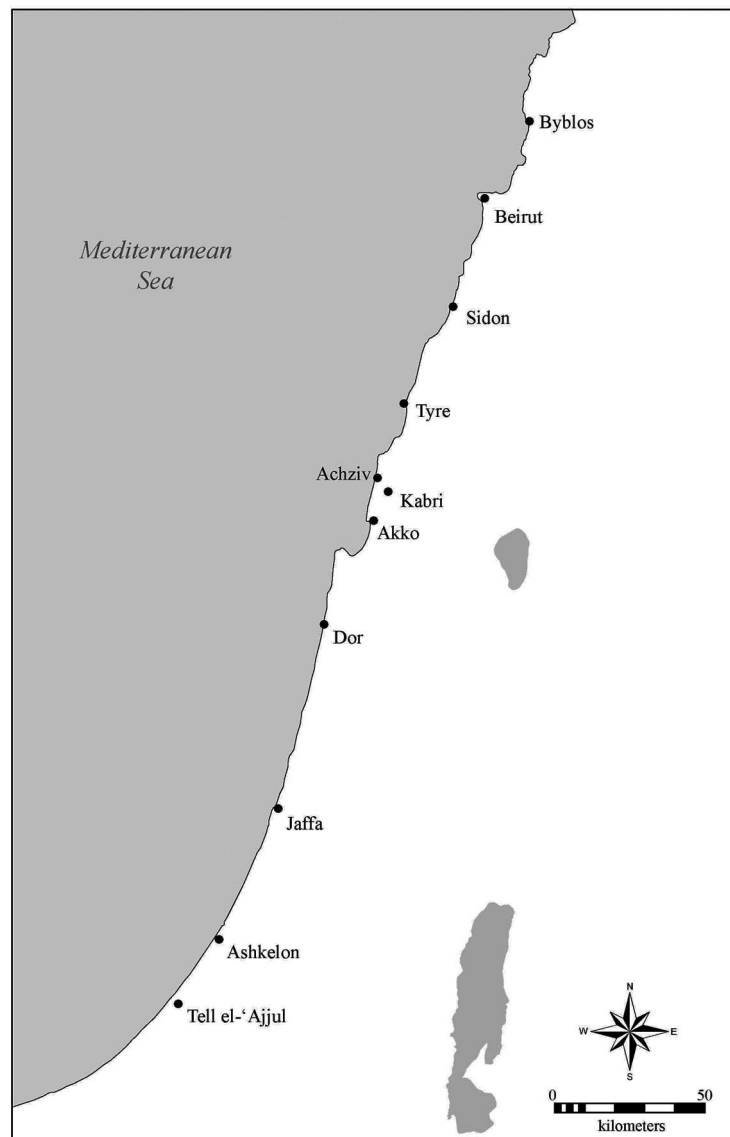 Byblos
Beirut
Mediterranean
Sea
Sidon
Tyre
Achziv
Kabri
Akko
Dor
Jaffa
Ashkelon
Tell el-‘Ajjul
N
W E
S
0 50
kilometers